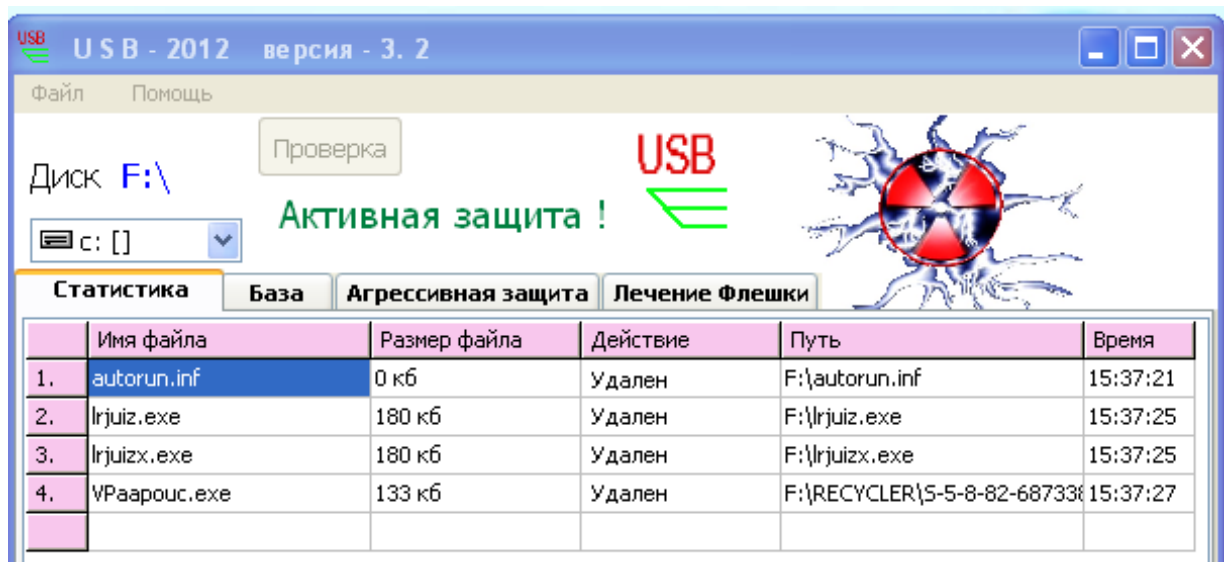 USB
U S B - 2012 версия - 3. 2
Файл Помощь
Проверка
USB
Диск F:\
Активная защита !
c: []
Статистика База Агрессивная защита Лечение Флешки
Имя файла Размер файла Действие Путь Время
1. autorun.inf 0 кб Удален F:\autorun.inf 15:37:21
2. lrjuiz.exe 180 кб Удален F:\lrjuiz.exe 15:37:25
3. lrjuizx.exe 180 кб Удален F:\lrjuizx.exe 15:37:25
4. VPaapouc.exe 133 кб Удален F:\RECYCLER\S-5-8-82-687338 15:37:27